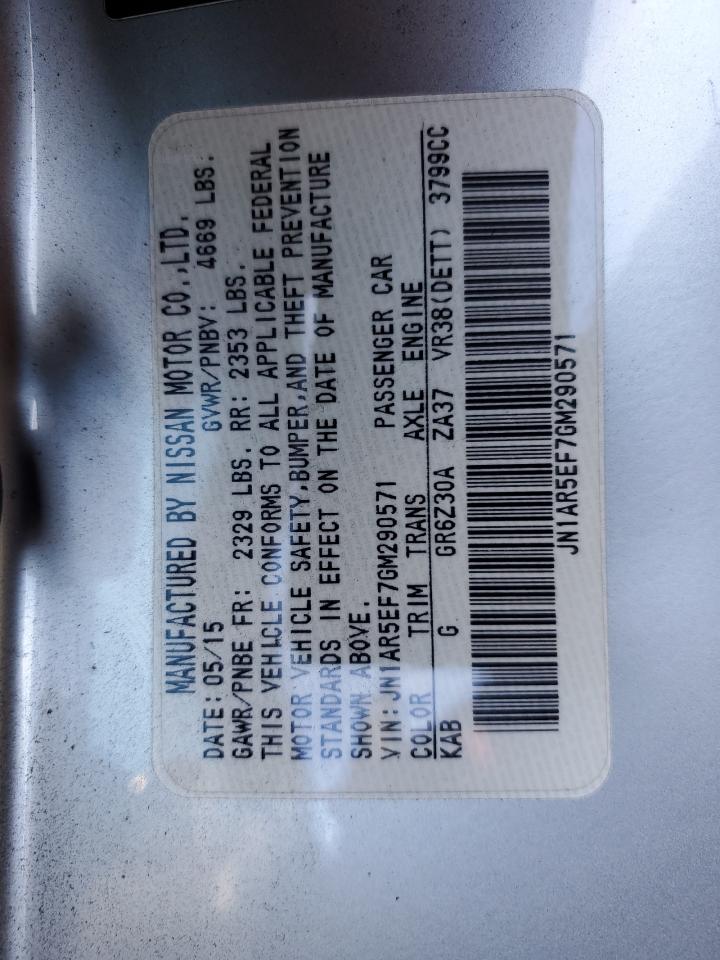 MANUFACTURED BY NISSAN MOTOR CO.,LTD.
DATE: 05/15 GVWR/PNBV: 4669 LBS.
GAWR/PNBE FR: 2329 LBS. RR: 2353 LBS.
THIS VEHICLE CONFORMS TO ALL APPLICABLE FEDERAL
MOTOR VEHICLE SAFETY,BUMPER,AND THEFT PREVENTION
STANDARDS IN EFFECT ON THE DATE OF MANUFACTURE
SHOWN ABOVE.
VIN: JN1AR5EF7GM290571 PASSENGER CAR
COLOR TRIM TRANS AXLE ENGINE
KAB G GR6Z30A ZA37 VR38(DETT) 3799CC
JN1AR5EF7GM290571